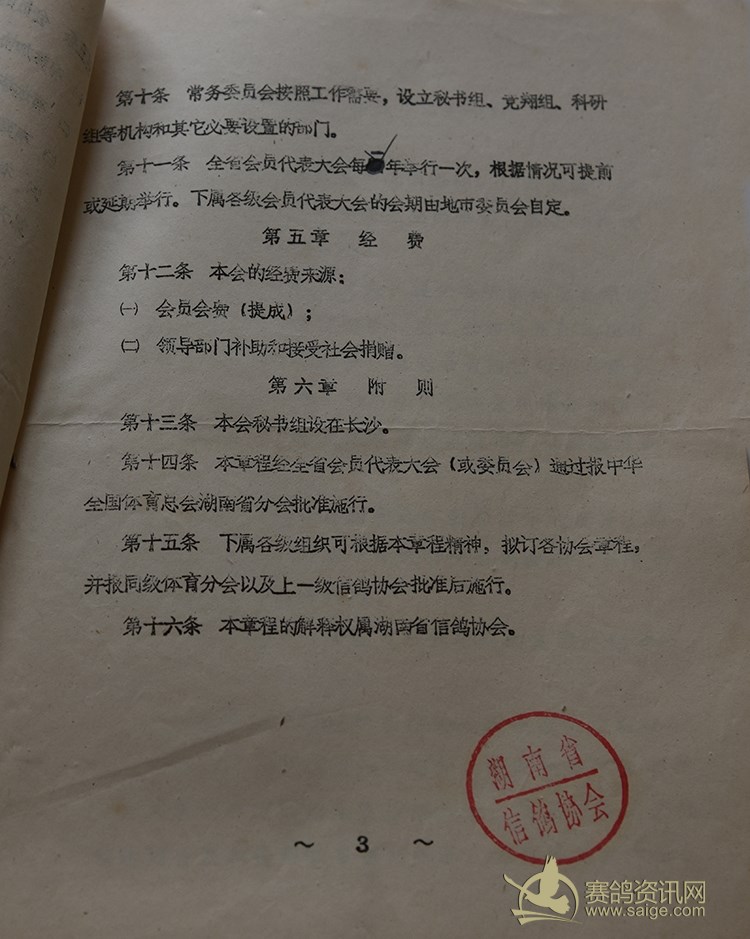 第十条　常务委员会按照工作需要，设立秘书组、竞翔组、科研
组等机构和其它必要设置的部门。
第十一条　全省会员代表大会每年举行一次，根据情况可提前
或延期举行。下属各级会员代表大会的会期由地市委员会自定。
第五章　经　费
第十二条　本会的经费来源：
㈠　会员会费（提成）；
㈡　领导部门补助和接受社会捐赠。
第六章　附　则
第十三条　本会秘书组设在长沙。
第十四条　本章程经全省会员代表大会（或委员会）通过报中华
全国体育总会湖南省分会批准施行。
第十五条　下属各级组织可根据本章程精神，拟订各协会章程，
并报同级体育分会以及上一级信鸽协会批准后施行。
第十六条　本章程的解释权属湖南省信鸽协会。
湖南省
信鸽协会
～ 3 ～
赛鸽资讯网
www.saige.com